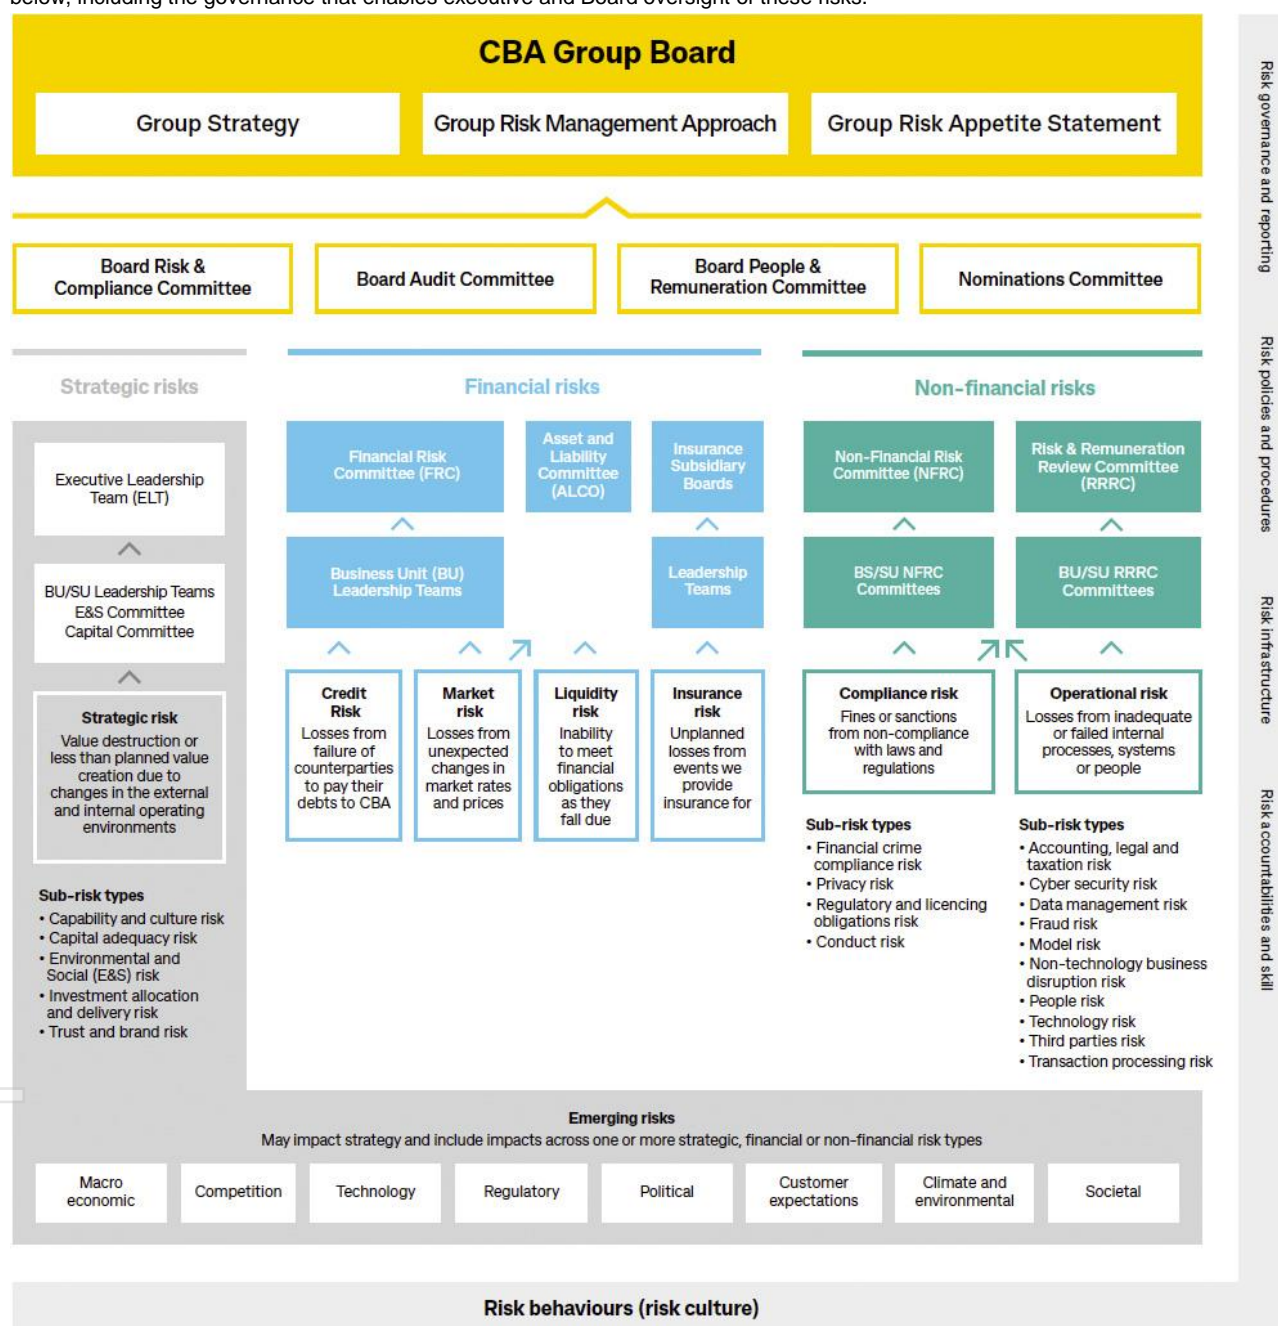 below, including the governance that enables executive and Board oversight of these risks.
CBA Group Board
Group Strategy
Group Risk Management Approach
Group Risk Appetite Statement
Board Risk &
Compliance Committee
Board Audit Committee
Board People &
Remuneration Committee
Nominations Committee
Strategic risks
Executive Leadership
Team (ELT)
BU/SU Leadership Teams
E&S Committee
Capital Committee
Strategic risk
Value destruction or
less than planned value
creation due to
changes in the external
and internal operating
environments
Sub-risk types
• Capability and culture risk
• Capital adequacy risk
• Environmental and
Social (E&S) risk
• Investment allocation
and delivery risk
• Trust and brand risk
Financial risks
Financial Risk
Committee (FRC)
Asset and
Liability
Committee
(ALCO)
Insurance
Subsidiary
Boards
Business Unit (BU)
Leadership Teams
Leadership
Teams
Credit
Risk
Losses from
failure of
counterparties
to pay their
debts to CBA
Market
risk
Losses from
unexpected
changes in
market rates
and prices
Liquidity
risk
Inability
to meet
financial
obligations
as they
fall due
Insurance
risk
Unplanned
losses from
events we
provide
insurance for
Non-financial risks
Non-Financial Risk
Committee (NFRC)
Risk & Remuneration
Review Committee
(RRRC)
BS/SU NFRC
Committees
BU/SU RRRC
Committees
Compliance risk
Fines or sanctions
from non-compliance
with laws and
regulations
Sub-risk types
• Financial crime
compliance risk
• Privacy risk
• Regulatory and licencing
obligations risk
• Conduct risk
Operational risk
Losses from inadequate
or failed internal
processes, systems
or people
Sub-risk types
• Accounting, legal and
taxation risk
• Cyber security risk
• Data management risk
• Fraud risk
• Model risk
• Non-technology business
disruption risk
• People risk
• Technology risk
• Third parties risk
• Transaction processing risk
Emerging risks
May impact strategy and include impacts across one or more strategic, financial or non-financial risk types
Macro
economic
Competition
Technology
Regulatory
Political
Customer
expectations
Climate and
environmental
Societal
Risk behaviours (risk culture)
Risk governance and reporting
Risk policies and procedures
Risk infrastructure
Risk accountabilities and skill